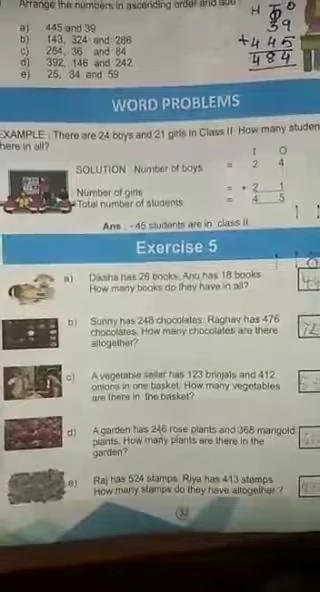 Arrange the numbers in ascending order and add
a) 445 and 39
b) 143, 324 and 286
c) 264, 36 and 84
d) 392, 146 and 242
e) 25, 34 and 59
H T O
39
+445
484
WORD PROBLEMS
EXAMPLE : There are 24 boys and 21 girls in Class II. How many studen
here in all?
T O
SOLUTION : Number of boys = 2 4
Number of girls = + 2 1
Total number of students = 4 5
Ans : - 45 students are in class II.
Exercise 5
a) Diksha has 26 books. Anu has 18 books.
How many books do they have in all?
b) Sunny has 248 chocolates. Raghav has 476
chocolates. How many chocolates are there
altogether?
c) A vegetable seller has 123 brinjals and 412
onions in one basket. How many vegetables
are there in the basket?
d) A garden has 246 rose plants and 368 marigold
plants. How many plants are there in the
garden?
e) Raj has 524 stamps. Riya has 413 stamps.
How many stamps do they have altogether ?
32